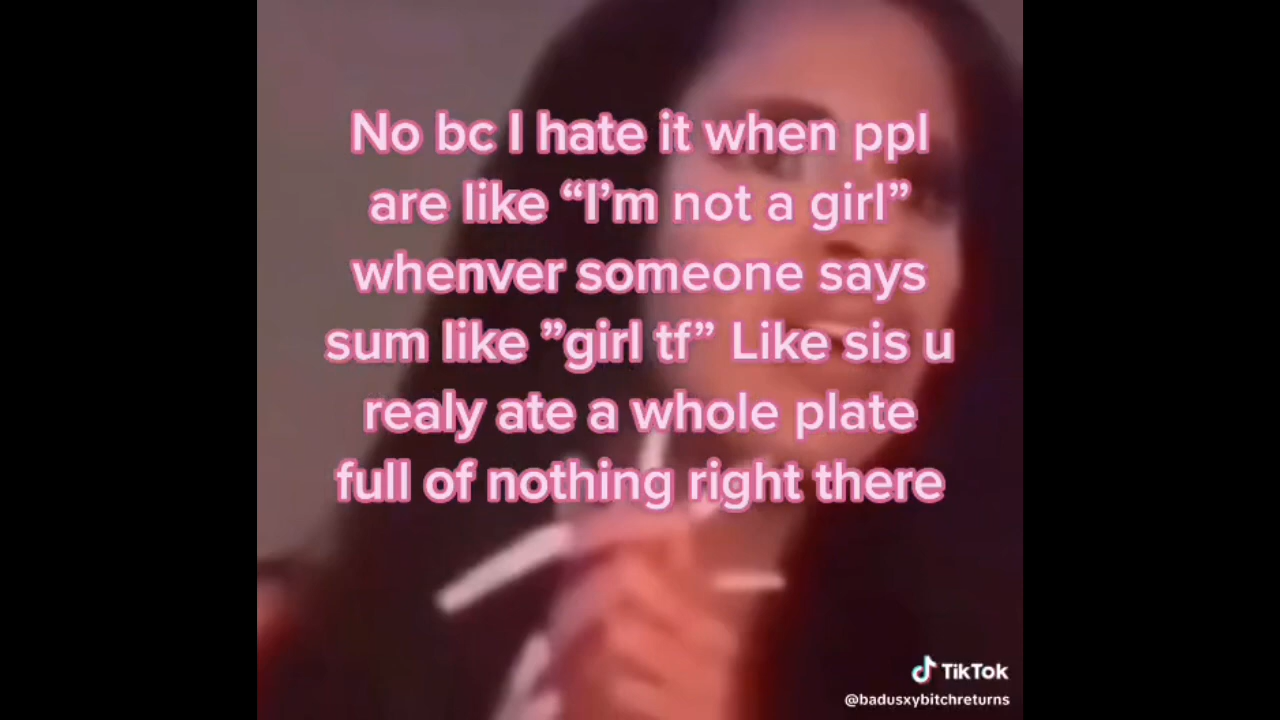 No bc I hate it when ppl
are like “I’m not a girl”
whenver someone says
sum like ”girl tf” Like sis u
realy ate a whole plate
full of nothing right there
TikTok
@badusxybitchreturns